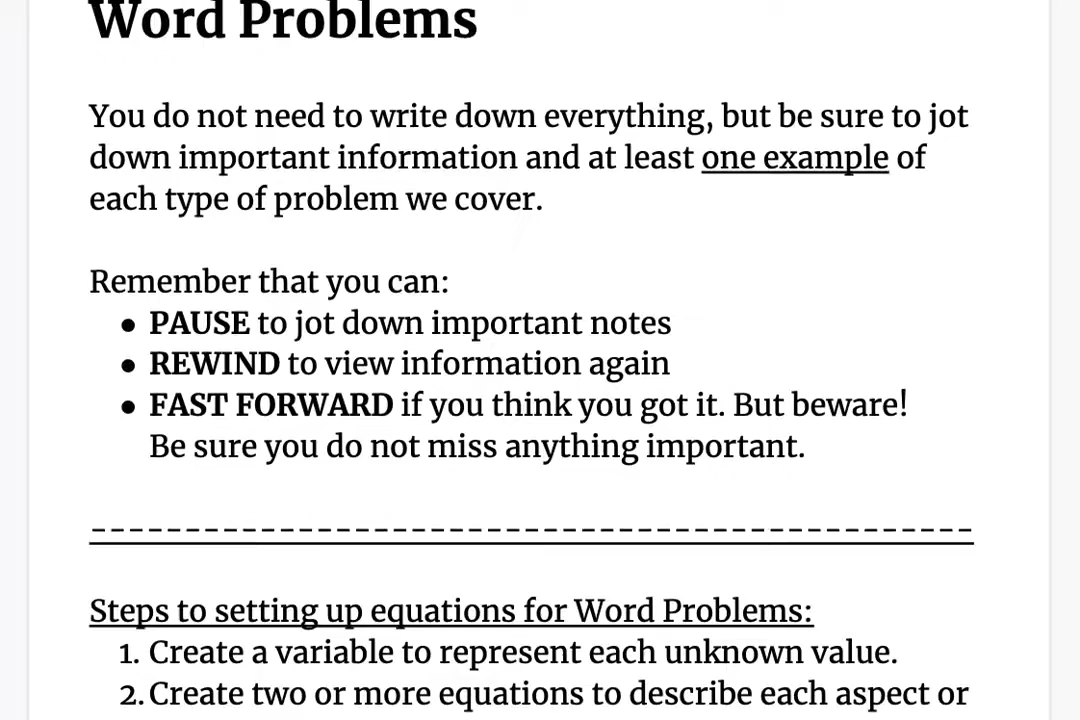 Word Problems
You do not need to write down everything, but be sure to jot
down important information and at least one example of
each type of problem we cover.
Remember that you can:
● PAUSE to jot down important notes
● REWIND to view information again
● FAST FORWARD if you think you got it. But beware!
Be sure you do not miss anything important.
-----------------------------------------------
Steps to setting up equations for Word Problems:
1. Create a variable to represent each unknown value.
2. Create two or more equations to describe each aspect or